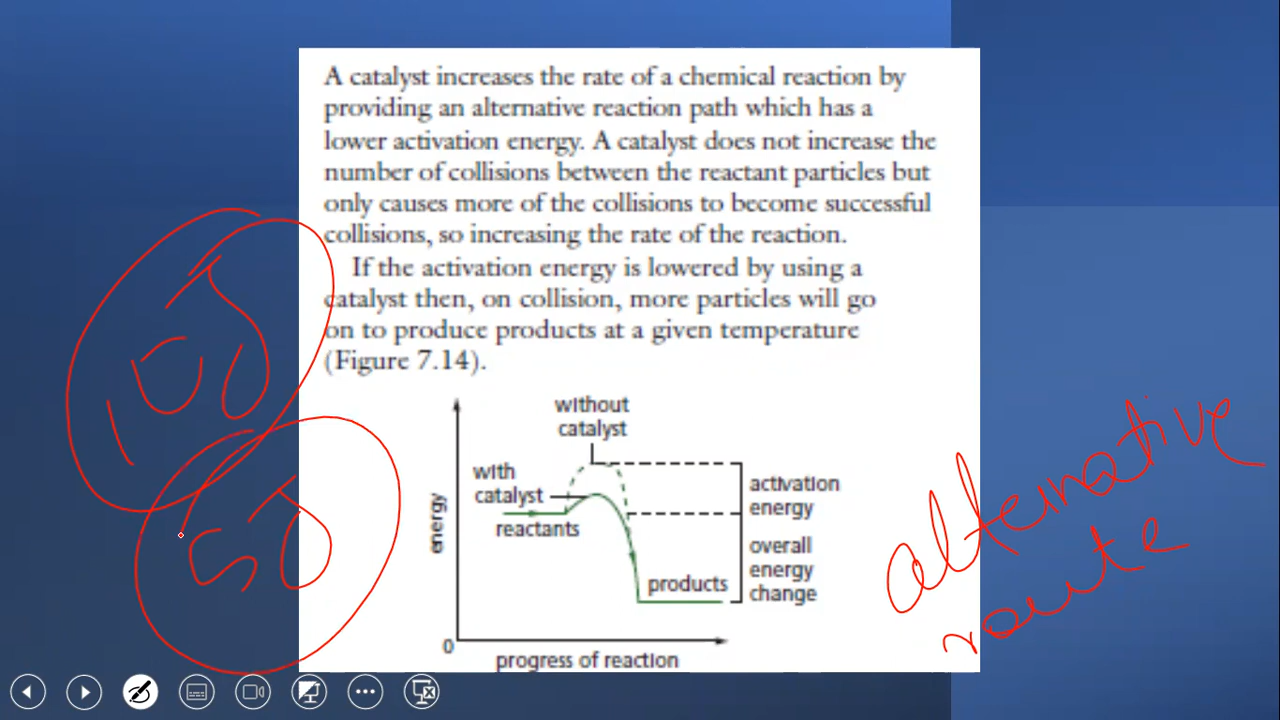 A catalyst increases the rate of a chemical reaction by
providing an alternative reaction path which has a
lower activation energy. A catalyst does not increase the
number of collisions between the reactant particles but
only causes more of the collisions to become successful
collisions, so increasing the rate of the reaction.
If the activation energy is lowered by using a
catalyst then, on collision, more particles will go
on to produce products at a given temperature
(Figure 7.14).
100J
50J
without
catalyst
with
catalyst
reactants
energy
activation
energy
overall
energy
change
products
0
progress of reaction
alternative
route